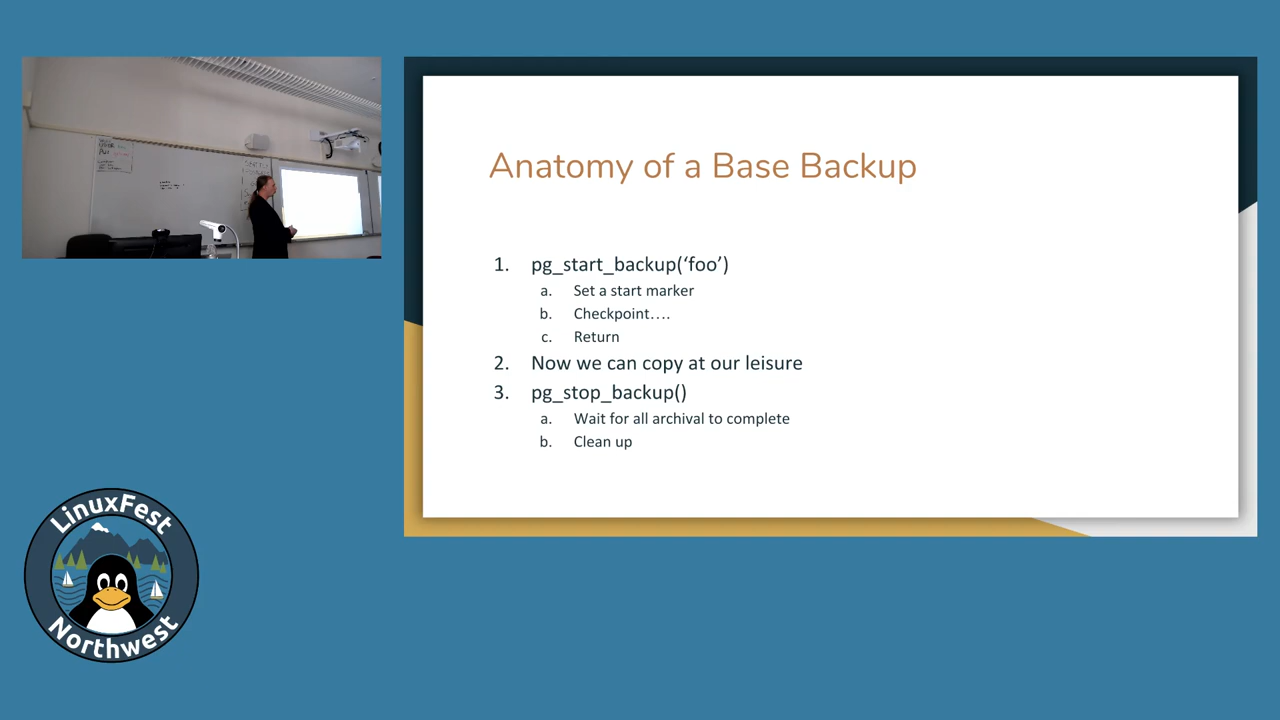 Anatomy of a Base Backup
1. pg_start_backup(‘foo’)
a. Set a start marker
b. Checkpoint….
c. Return
2. Now we can copy at our leisure
3. pg_stop_backup()
a. Wait for all archival to complete
b. Clean up
LinuxFest
Northwest